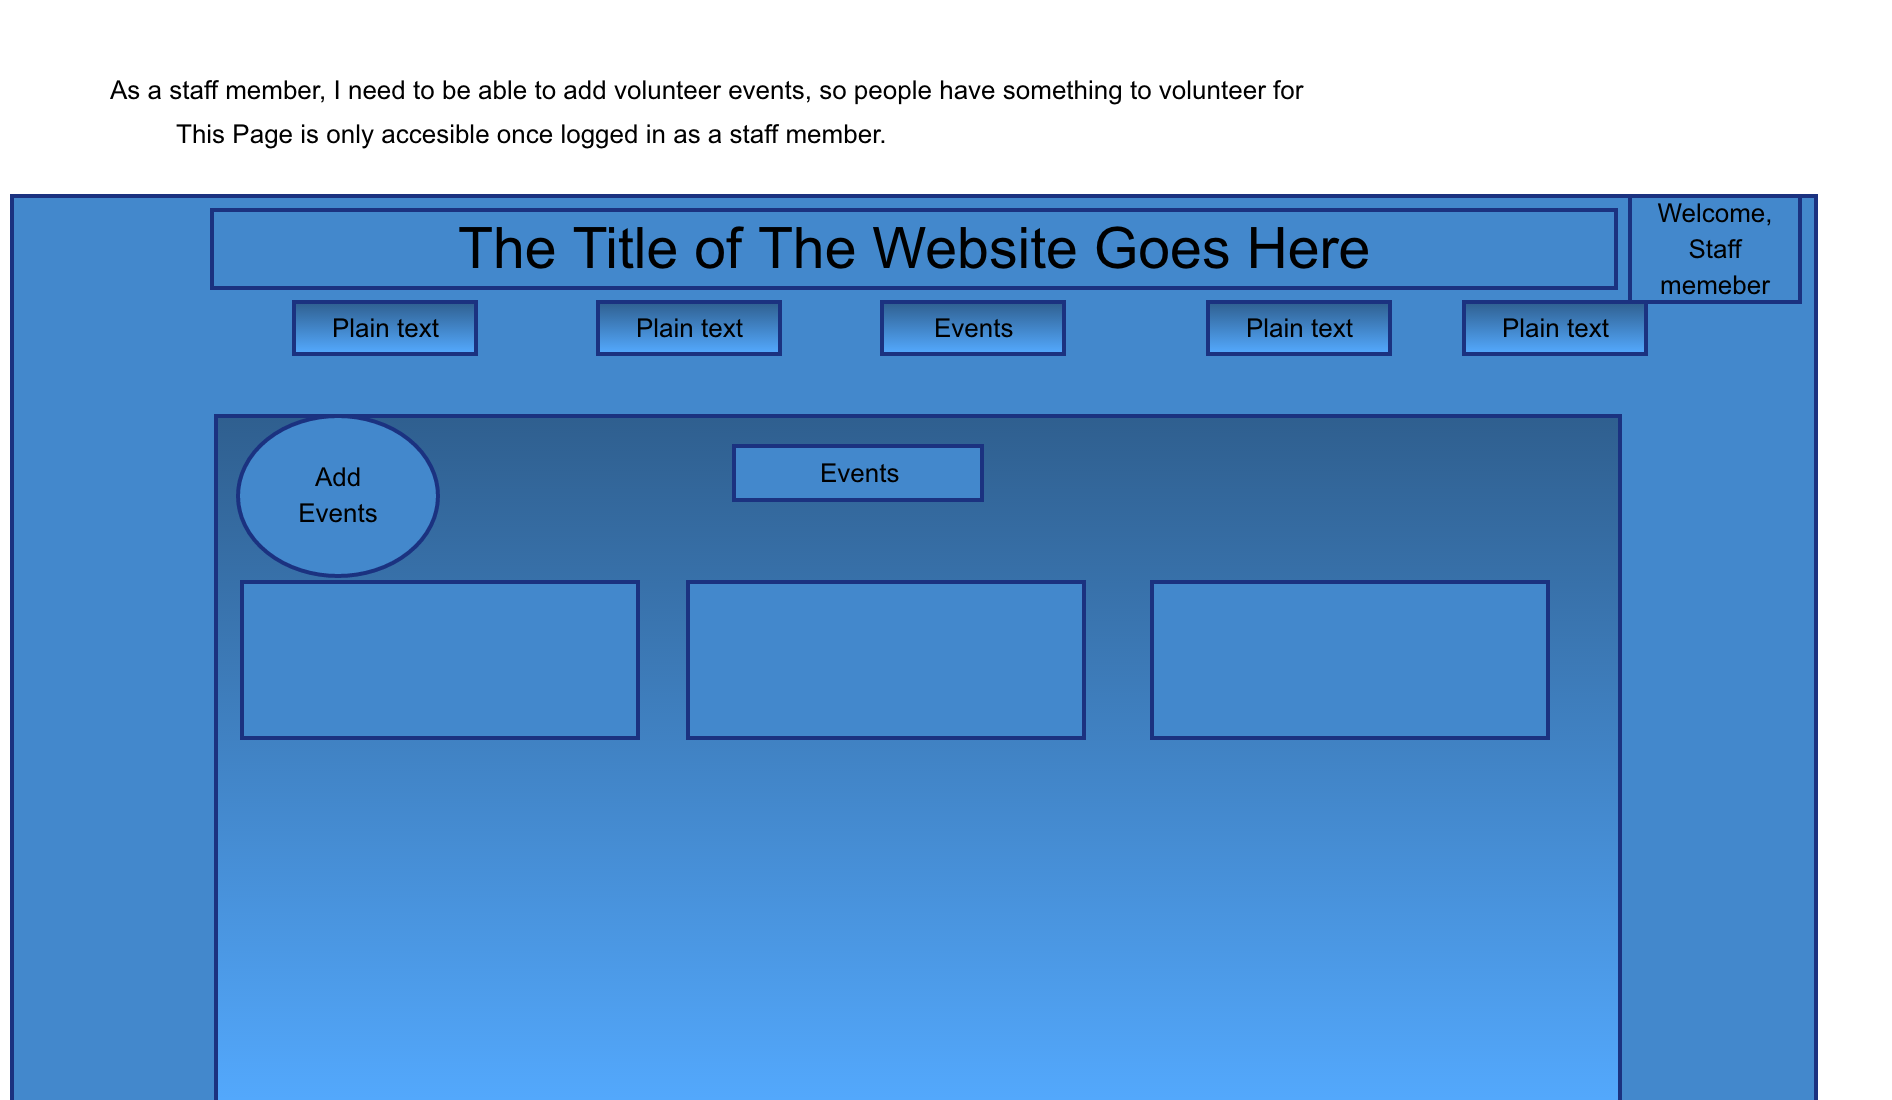 As a staff member, I need to be able to add volunteer events, so people have something to volunteer for
This Page is only accesible once logged in as a staff member.
The Title of The Website Goes Here
Welcome,
Staff
memeber
Plain text
Plain text
Events
Plain text
Plain text
Add
Events
Events